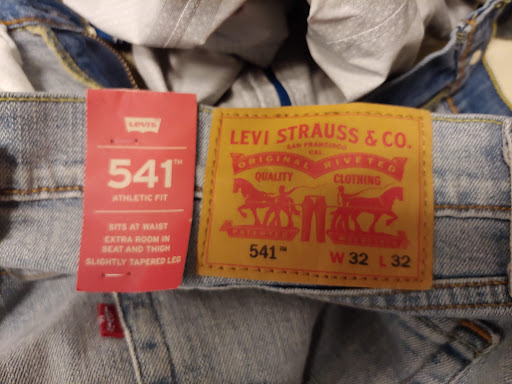 Levi's
541™
ATHLETIC FIT
SITS AT WAIST
EXTRA ROOM IN
SEAT AND THIGH
SLIGHTLY TAPERED LEG
LEVI STRAUSS & CO.
SAN FRANCISCO
CAL.
ORIGINAL RIVETED
QUALITY CLOTHING
PATENTED
541™ W 32 L 32